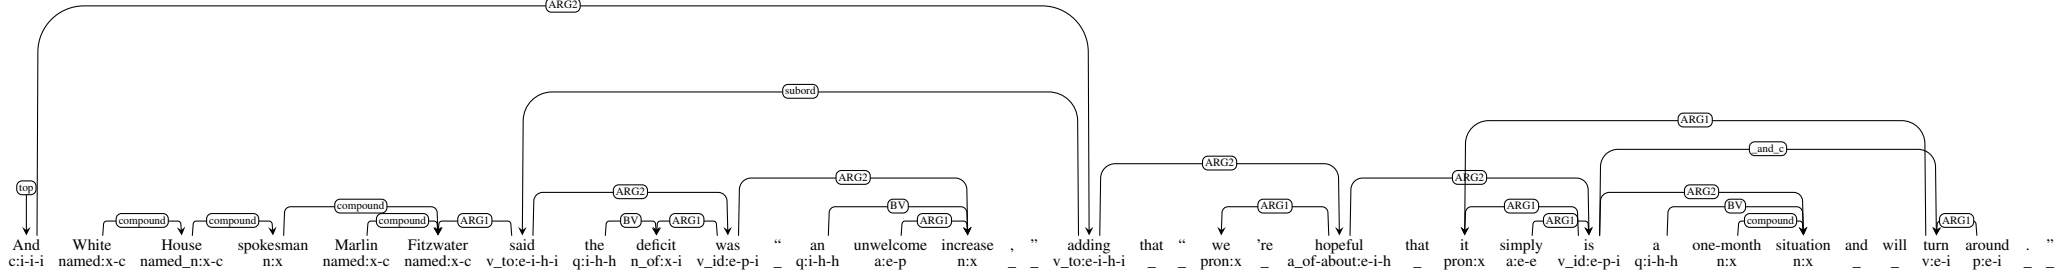 ARG2
subord
ARG1
_and_c
ARG2
ARG2 ARG2 ARG2
top compound compound compound compound ARG1 BV ARG1 BV ARG1 ARG1 ARG1 ARG1 BV compound ARG1
And White House spokesman Marlin Fitzwater said the deficit was “ an unwelcome increase , ” adding that “ we ’re hopeful that it simply is a one-month situation and will turn around . ”
c:i-i-i named:x-c named_n:x-c n:x named:x-c named:x-c v_to:e-i-h-i q:i-h-h n_of:x-i v_id:e-p-i _ q:i-h-h a:e-p n:x _ _ v_to:e-i-h-i _ _ pron:x _ a_of-about:e-i-h _ pron:x a:e-e v_id:e-p-i q:i-h-h n:x n:x _ _ v:e-i p:e-i _ _